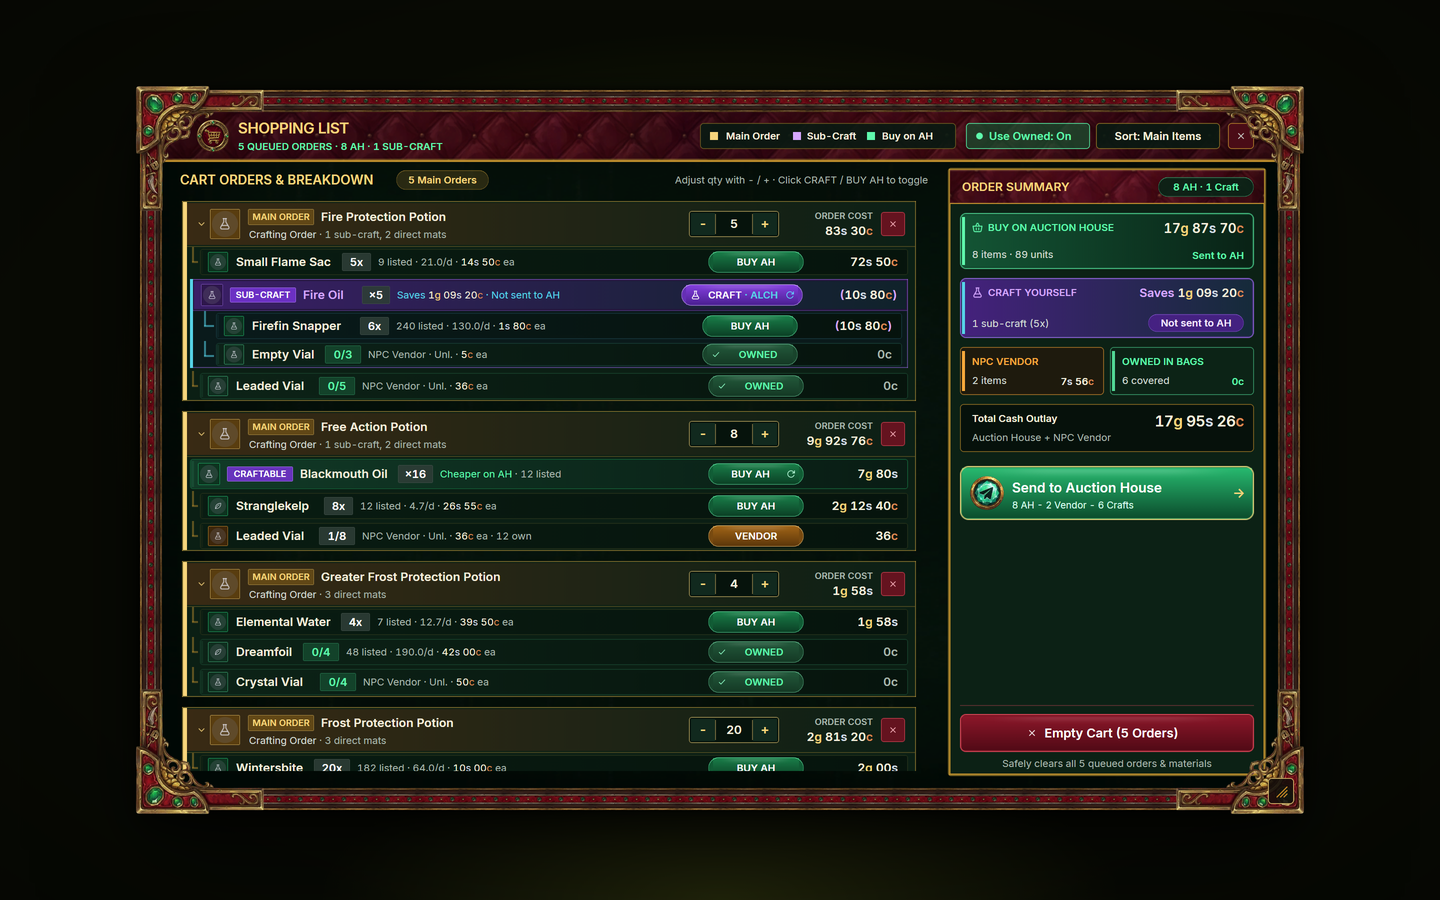 SHOPPING LIST
5 QUEUED ORDERS · 8 AH · 1 SUB-CRAFT
Main Order Sub-Craft Buy on AH
Use Owned: On
Sort: Main Items
×
CART ORDERS & BREAKDOWN
5 Main Orders
Adjust qty with - / + · Click CRAFT / BUY AH to toggle
MAIN ORDER Fire Protection Potion
Crafting Order · 1 sub-craft, 2 direct mats
- 5 +
ORDER COST
83s 30c
×
Small Flame Sac 5x 9 listed · 21.0/d · 14s 50c ea BUY AH 72s 50c
SUB-CRAFT Fire Oil ×5 Saves 1g 09s 20c · Not sent to AH CRAFT · ALCH (10s 80c)
Firefin Snapper 6x 240 listed · 130.0/d · 1s 80c ea BUY AH (10s 80c)
Empty Vial 0/3 NPC Vendor · Unl. · 5c ea ✓ OWNED 0c
Leaded Vial 0/5 NPC Vendor · Unl. · 36c ea ✓ OWNED 0c
MAIN ORDER Free Action Potion
Crafting Order · 1 sub-craft, 2 direct mats
- 8 +
ORDER COST
9g 92s 76c
×
CRAFTABLE Blackmouth Oil ×16 Cheaper on AH · 12 listed BUY AH 7g 80s
Stranglekelp 8x 12 listed · 4.7/d · 26s 55c ea BUY AH 2g 12s 40c
Leaded Vial 1/8 NPC Vendor · Unl. · 36c ea · 12 own VENDOR 36c
MAIN ORDER Greater Frost Protection Potion
Crafting Order · 3 direct mats
- 4 +
ORDER COST
1g 58s
×
Elemental Water 4x 7 listed · 12.7/d · 39s 50c ea BUY AH 1g 58s
Dreamfoil 0/4 48 listed · 190.0/d · 42s 00c ea ✓ OWNED 0c
Crystal Vial 0/4 NPC Vendor · Unl. · 50c ea ✓ OWNED 0c
MAIN ORDER Frost Protection Potion
Crafting Order · 3 direct mats
- 20 +
ORDER COST
2g 81s 20c
×
Wintersbite 20x 182 listed · 64.0/d · 10s 00c ea BUY AH 2g 00s
ORDER SUMMARY
8 AH · 1 Craft
BUY ON AUCTION HOUSE 17g 87s 70c
8 items · 89 units Sent to AH
CRAFT YOURSELF Saves 1g 09s 20c
1 sub-craft (5x) Not sent to AH
NPC VENDOR
2 items 7s 56c
OWNED IN BAGS
6 covered 0c
Total Cash Outlay 17g 95s 26c
Auction House + NPC Vendor
Send to Auction House
8 AH - 2 Vendor - 6 Crafts
× Empty Cart (5 Orders)
Safely clears all 5 queued orders & materials